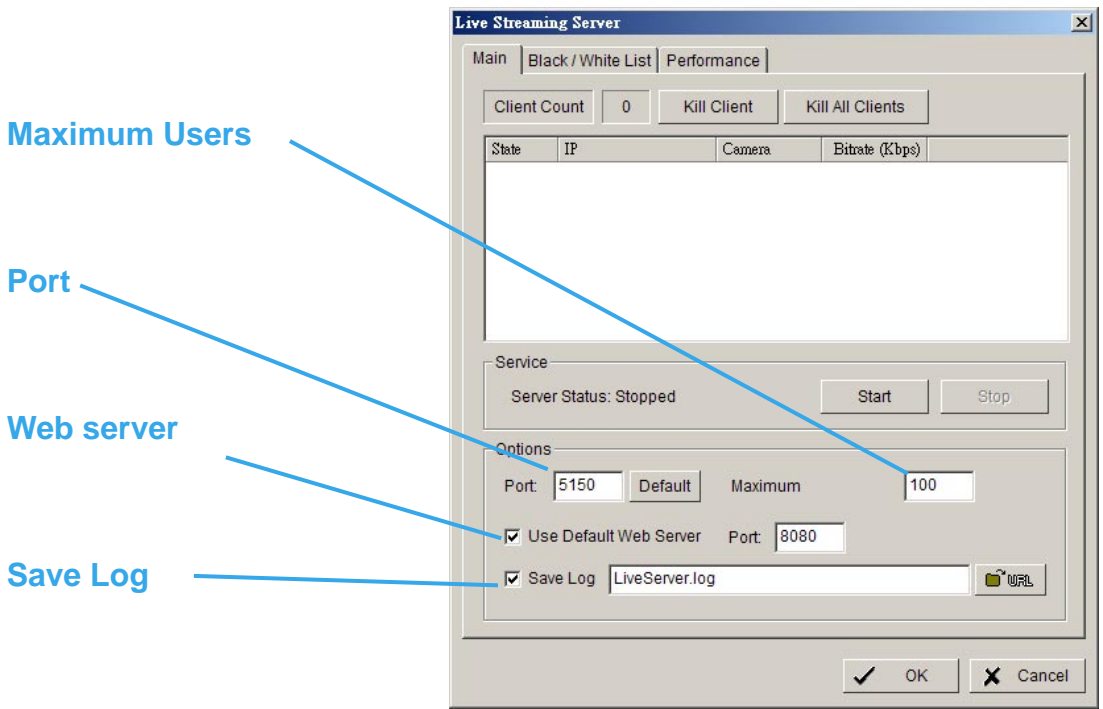 Live Streaming Server
Main Black / White List Performance
Client Count 0 Kill Client Kill All Clients
Maximum Users
State IP Camera Bitrate (Kbps)
Port
Service
Server Status: Stopped Start Stop
Web server
Options
Port: 5150 Default Maximum 100
Use Default Web Server Port: 8080
Save Log
Save Log LiveServer.log URL
OK Cancel